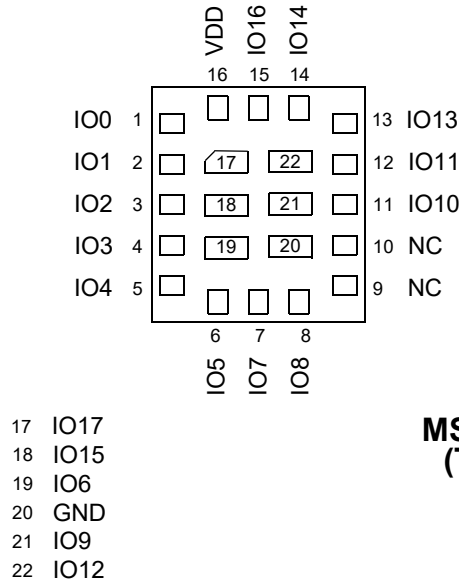 VDD IO16 IO14
16 15 14
IO0 1 13 IO13
IO1 2 17 22 12 IO11
IO2 3 18 21 11 IO10
IO3 4 19 20 10 NC
IO4 5 9 NC
6 7 8
IO5 IO7 IO8
17 IO17
18 IO15
19 IO6
20 GND
21 IO9
22 IO12
MS
(T